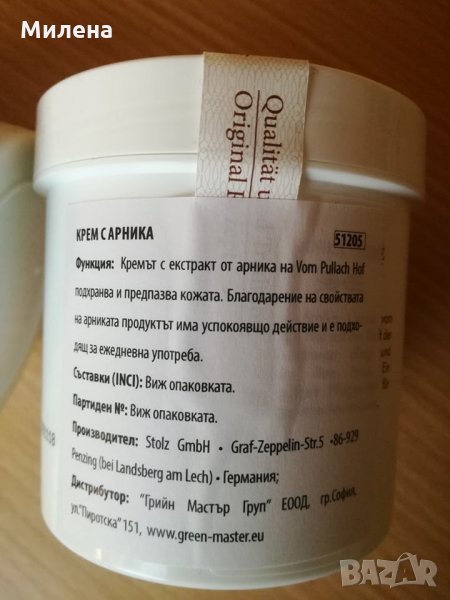 Милена
Qualität u
Original
КРЕМ С АРНИКА
51205
Функция: Кремът с екстракт от арника на Vom Pullach Hof
подхранва и предпазва кожата. Благодарение на свойствата
на арниката продуктът има успокояващо действие и е подхо-
дящ за ежедневна употреба.
Съставки (INCI): Виж опаковката.
Партиден №: Виж опаковката.
Производител: Stolz GmbH • Graf-Zeppelin-Str.5 •86-929
Penzing (bei Landsberg am Lech) • Германия;
Дистрибутор: "Грийн Мастър Груп" ЕООД, гр.София,
ул."Пиротска" 151, www.green-master.eu
und
Ein
BAZAR